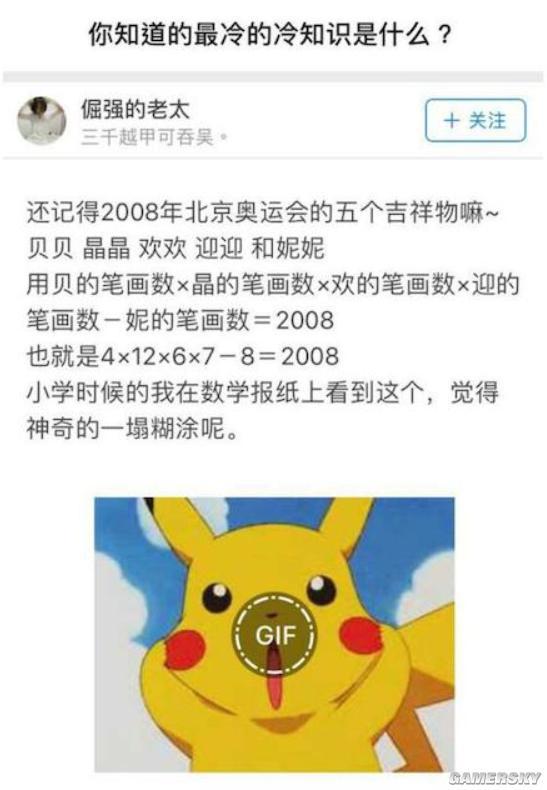 你知道的最冷的冷知识是什么？
倔强的老太
三千越甲可吞吴。
+ 关注
还记得2008年北京奥运会的五个吉祥物嘛~
贝贝 晶晶 欢欢 迎迎 和妮妮
用贝的笔画数×晶的笔画数×欢的笔画数×迎的
笔画数－妮的笔画数＝2008
也就是4×12×6×7－8＝2008
小学时候的我在数学报纸上看到这个，觉得
神奇的一塌糊涂呢。
GIF
GAMERSKY